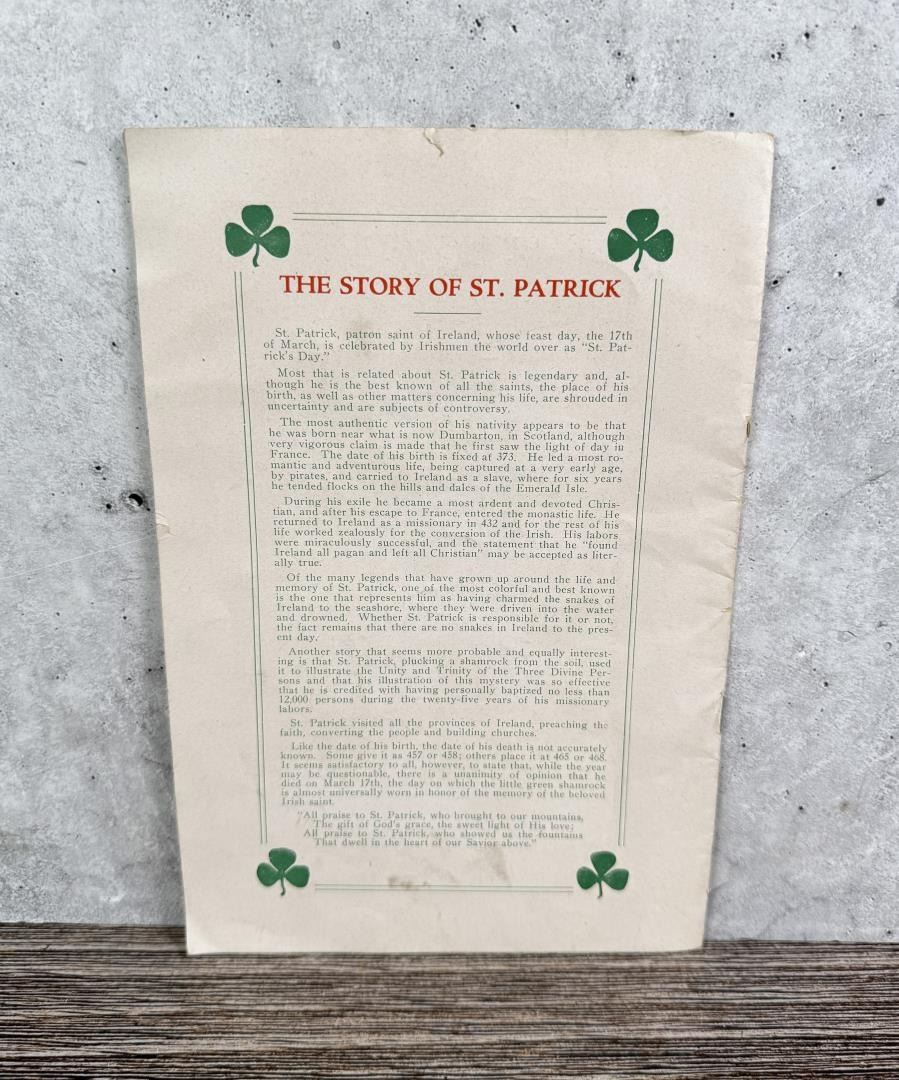 THE STORY OF ST. PATRICK
St. Patrick, patron saint of Ireland, whose feast day, the 17th
of March, is celebrated by Irishmen the world over as "St. Pat-
rick's Day."
Most that is related about St. Patrick is legendary and, al-
though he is the best known of all the saints, the place of his
birth, as well as other matters concerning his life, are shrouded in
uncertainty and are subjects of controversy.
The most authentic version of his nativity appears to be that
he was born near what is now Dumbarton, in Scotland, although
very vigorous claim is made that he first saw the light of day in
France. The date of his birth is fixed at 373. He led a most ro-
mantic and adventurous life, being captured at a very early age,
by pirates, and carried to Ireland as a slave, where for six years
he tended flocks on the hills and dales of the Emerald Isle.
During his exile he became a most ardent and devoted Chris-
tian, and after his escape to France, entered the monastic life. He
returned to Ireland as a missionary in 432 and for the rest of his
life worked zealously for the conversion of the Irish. His labors
were miraculously successful, and the statement that he "found
Ireland all pagan and left all Christian" may be accepted as liter-
ally true.
Of the many legends that have grown up around the life and
memory of St. Patrick, one of the most colorful and best known
is the one that represents him as having charmed the snakes of
Ireland to the seashore, where they were driven into the water
and drowned. Whether St. Patrick is responsible for it or not,
the fact remains that there are no snakes in Ireland to the pres-
ent day.
Another story that seems more probable and equally interest-
ing is that St. Patrick, plucking a shamrock from the soil, used
it to illustrate the Unity and Trinity of the Three Divine Per-
sons and that his illustration of this mystery was so effective
that he is credited with having personally baptized no less than
12,000 persons during the twenty-five years of his missionary
labors.
St. Patrick visited all the provinces of Ireland, preaching the
faith, converting the people and building churches.
Like the date of his birth, the date of his death is not accurately
known. Some give it as 457 or 458; others place it at 465 or 468.
It seems satisfactory to all, however, to state that, while the year
may be questionable, there is a unanimity of opinion that he
died on March 17th, the day on which the little green shamrock
is almost universally worn in honor of the memory of the beloved
Irish saint.
"All praise to St. Patrick, who brought to our mountains,
The gift of God's grace, the sweet light of His love;
All praise to St. Patrick, who showed us the fountains
That dwell in the heart of our Savior above."